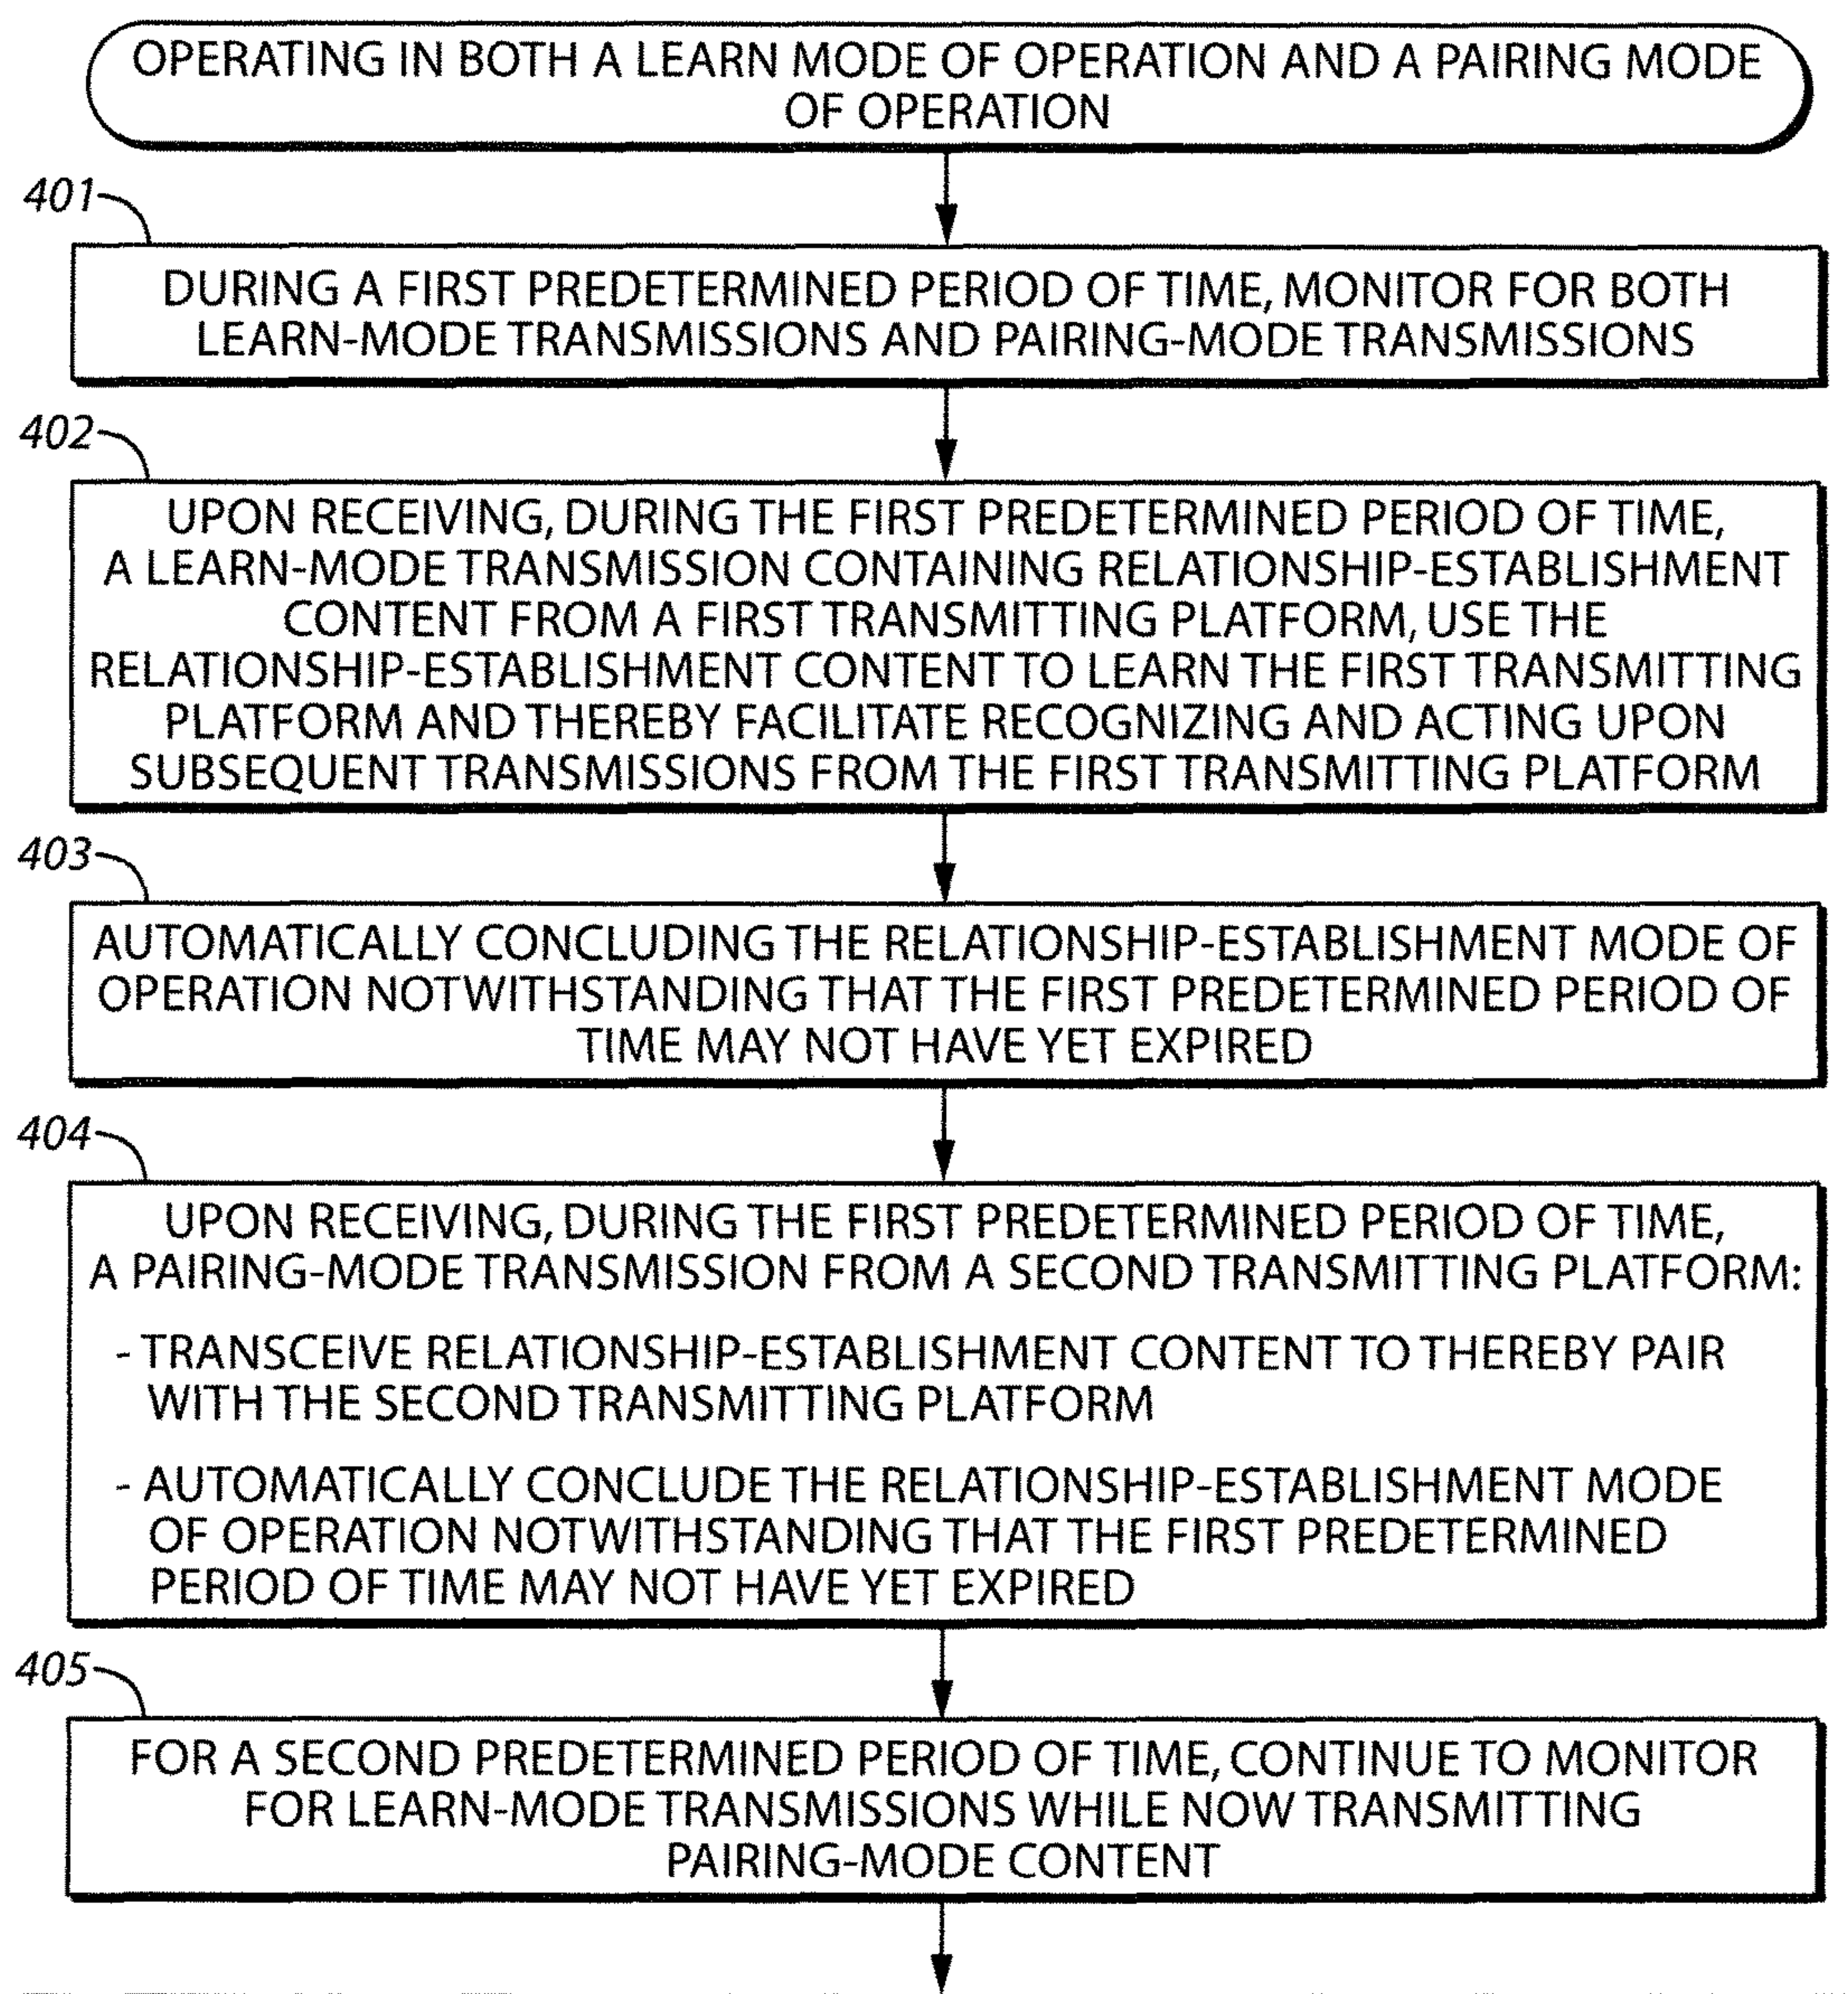 OPERATING IN BOTH A LEARN MODE OF OPERATION AND A PAIRING MODE
OF OPERATION
401
DURING A FIRST PREDETERMINED PERIOD OF TIME, MONITOR FOR BOTH
LEARN-MODE TRANSMISSIONS AND PAIRING-MODE TRANSMISSIONS
402
UPON RECEIVING, DURING THE FIRST PREDETERMINED PERIOD OF TIME,
A LEARN-MODE TRANSMISSION CONTAINING RELATIONSHIP-ESTABLISHMENT
CONTENT FROM A FIRST TRANSMITTING PLATFORM, USE THE
RELATIONSHIP-ESTABLISHMENT CONTENT TO LEARN THE FIRST TRANSMITTING
PLATFORM AND THEREBY FACILITATE RECOGNIZING AND ACTING UPON
SUBSEQUENT TRANSMISSIONS FROM THE FIRST TRANSMITTING PLATFORM
403
AUTOMATICALLY CONCLUDING THE RELATIONSHIP-ESTABLISHMENT MODE OF
OPERATION NOTWITHSTANDING THAT THE FIRST PREDETERMINED PERIOD OF
TIME MAY NOT HAVE YET EXPIRED
404
UPON RECEIVING, DURING THE FIRST PREDETERMINED PERIOD OF TIME,
A PAIRING-MODE TRANSMISSION FROM A SECOND TRANSMITTING PLATFORM:
- TRANSCEIVE RELATIONSHIP-ESTABLISHMENT CONTENT TO THEREBY PAIR
WITH THE SECOND TRANSMITTING PLATFORM
- AUTOMATICALLY CONCLUDE THE RELATIONSHIP-ESTABLISHMENT MODE
OF OPERATION NOTWITHSTANDING THAT THE FIRST PREDETERMINED
PERIOD OF TIME MAY NOT HAVE YET EXPIRED
405
FOR A SECOND PREDETERMINED PERIOD OF TIME, CONTINUE TO MONITOR
FOR LEARN-MODE TRANSMISSIONS WHILE NOW TRANSMITTING
PAIRING-MODE CONTENT